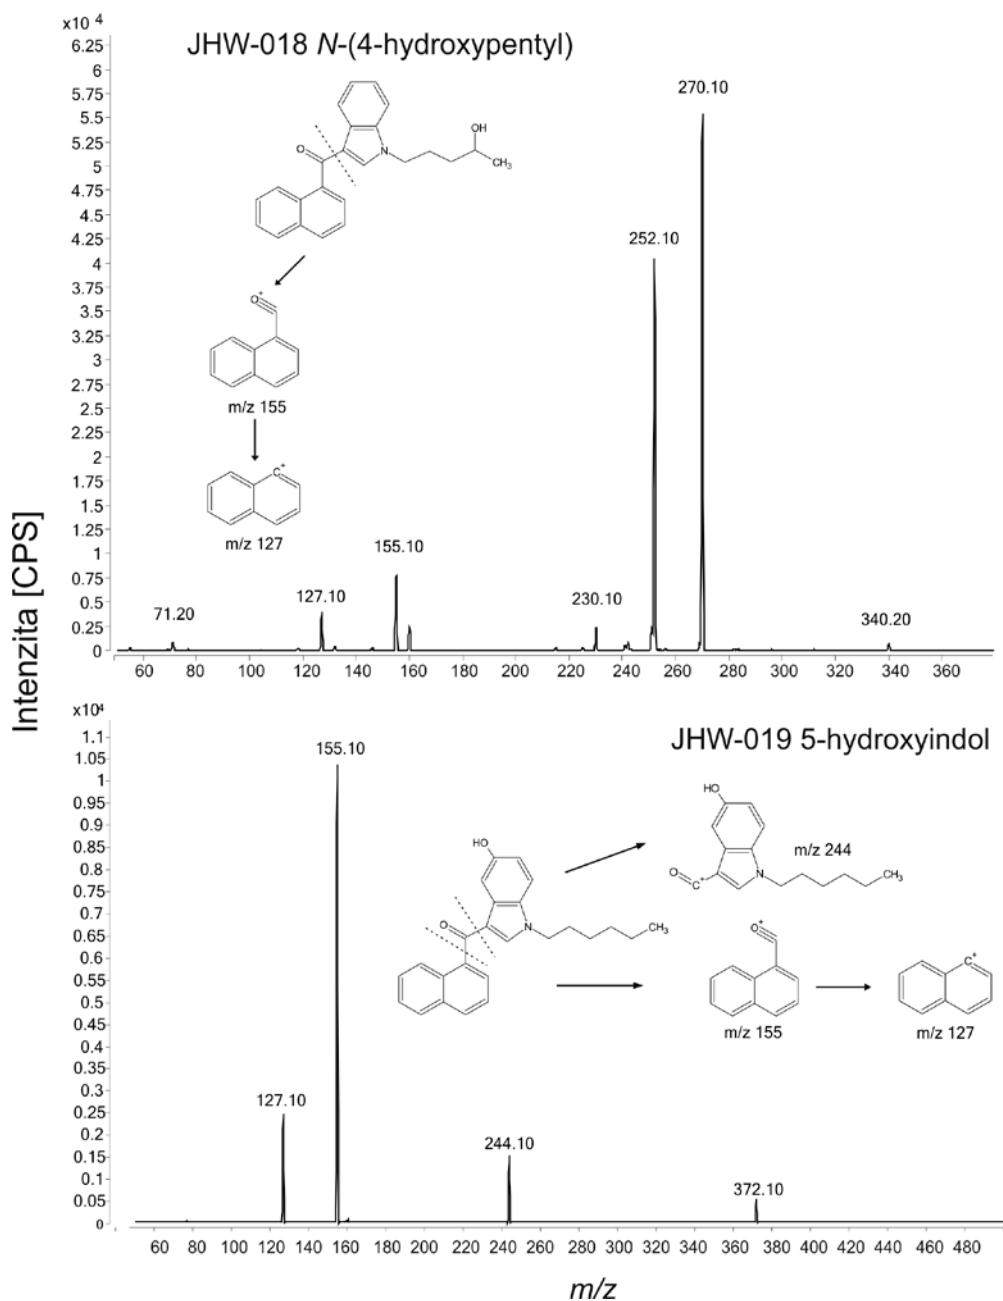 x10 4
JHW-018 N-(4-hydroxypentyl)
6.25
6
5.75
5.5
5.25
5
4.75
4.5
4.25
4
3.75
3.5
3.25
3
2.75
2.5
2.25
2
1.75
1.5
1.25
1
0.75
0.5
0.25
0
OH
O
N
CH3
O+
m/z 155
C+
m/z 127
71.20
127.10
155.10
230.10
252.10
270.10
340.20
60 80 100 120 140 160 180 200 220 240 260 280 300 320 340 360
Intenzita [CPS]
x104
JHW-019 5-hydroxyindol
1.1
1.05
1
0.95
0.9
0.85
0.8
0.75
0.7
0.65
0.6
0.55
0.5
0.45
0.4
0.35
0.3
0.25
0.2
0.15
0.1
0.05
0
155.10
127.10
244.10
372.10
HO
O
N
CH3
HO
O
C+
N
CH3
m/z 244
O+
m/z 155
C+
m/z 127
60 80 100 120 140 160 180 200 220 240 260 280 300 320 340 360 380 400 420 440 460 480
m/z